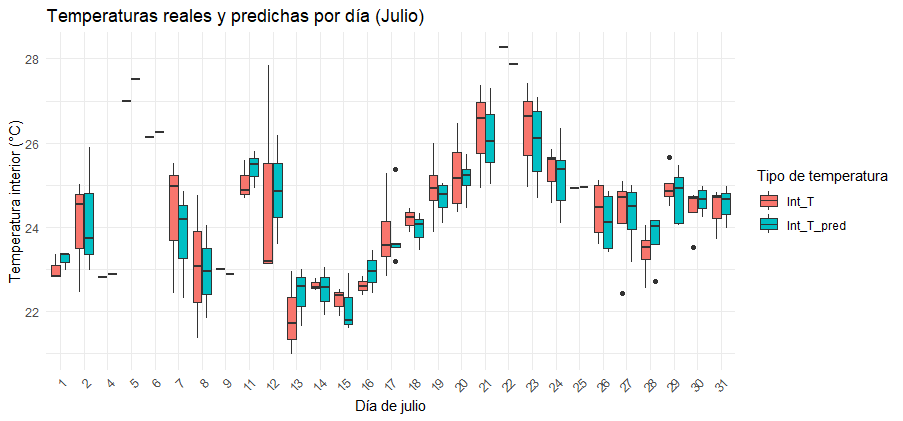 Temperaturas reales y predichas por día (Julio)
28
26
24
22
Temperatura interior (°C)
1 2 4 5 6 7 8 9 11 12 13 14 15 16 17 18 19 20 21 22 23 24 25 26 27 28 29 30 31
Día de julio
Tipo de temperatura
Int_T
Int_T_pred